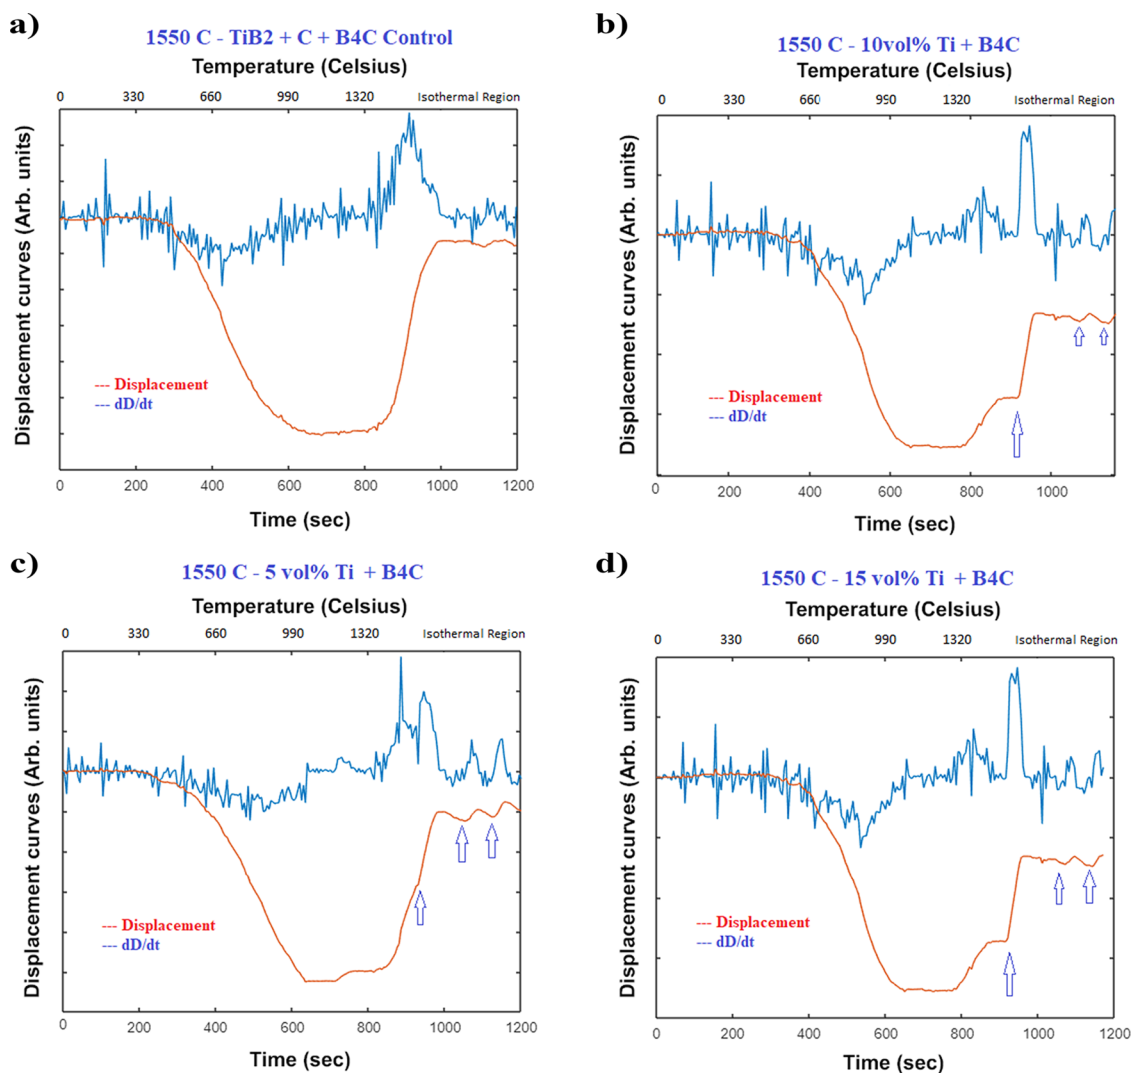 a)
1550 C - TiB2 + C + B4C Control
Temperature (Celsius)
0 330 660 990 1320 Isothermal Region
Displacement curves (Arb. units)
--- Displacement
--- dD/dt
0 200 400 600 800 1000 1200
Time (sec)
b)
1550 C - 10vol% Ti + B4C
Temperature (Celsius)
0 330 660 950 1320 Isothermal Region
Displacement curves (Arb. units)
--- Displacement
--- dD/dt
0 200 400 600 800 1000
Time (sec)
c)
1550 C - 5 vol% Ti + B4C
Temperature (Celsius)
0 330 660 990 1320 Isothermal Region
Displacement curves (Arb. units)
--- Displacement
--- dD/dt
0 200 400 600 800 1000 1200
Time (sec)
d)
1550 C - 15 vol% Ti + B4C
Temperature (Celsius)
0 330 660 990 1320 Isothermal Region
Displacement curves (Arb. units)
--- Displacement
--- dD/dt
0 200 400 600 800 1000 1200
Time (sec)